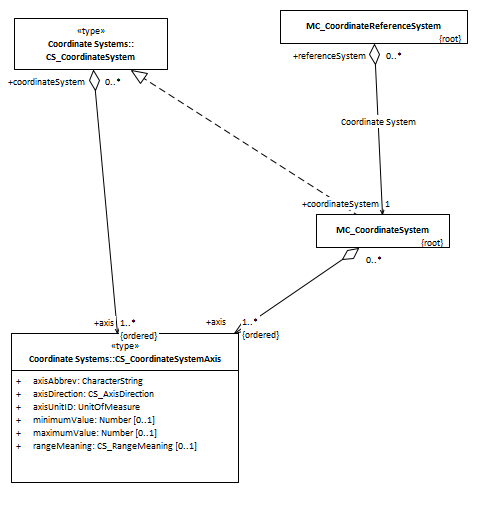 «type»
Coordinate Systems::
CS_CoordinateSystem
MC_CoordinateReferenceSystem
{root}
+coordinateSystem 0..*
+referenceSystem 0..*
Coordinate System
+coordinateSystem 1
MC_CoordinateSystem
{root}
0..*
+axis 1..*
{ordered}
+axis 1..*
{ordered}
«type»
Coordinate Systems::CS_CoordinateSystemAxis
+ axisAbbrev: CharacterString
+ axisDirection: CS_AxisDirection
+ axisUnitID: UnitOfMeasure
+ minimumValue: Number [0..1]
+ maximumValue: Number [0..1]
+ rangeMeaning: CS_RangeMeaning [0..1]